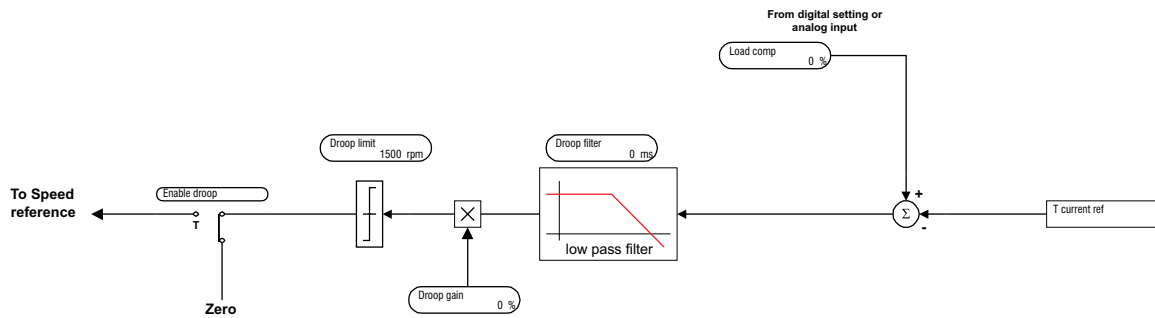 From digital setting or
analog input
Load comp
0 %
Droop limit
1500 rpm
Droop filter
0 ms
To Speed
reference
Enable droop
T
+
Σ
-
T current ref
low pass filter
Droop gain
0 %
Zero